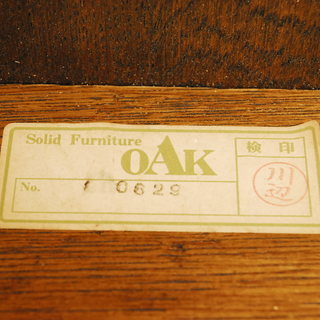 Solid Furniture
OAK
検印
No. 0629
川辺